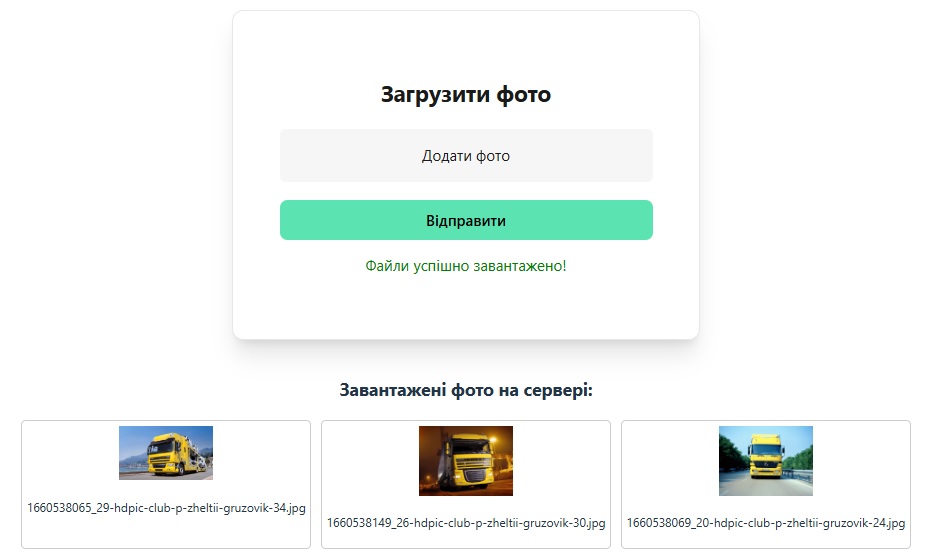 Загрузити фото
Додати фото
Відправити
Файли успішно завантажено!
Завантажені фото на сервері:
1660538065_29-hdpic-club-p-zheltii-gruzovik-34.jpg
1660538149_26-hdpic-club-p-zheltii-gruzovik-30.jpg
1660538069_20-hdpic-club-p-zheltii-gruzovik-24.jpg